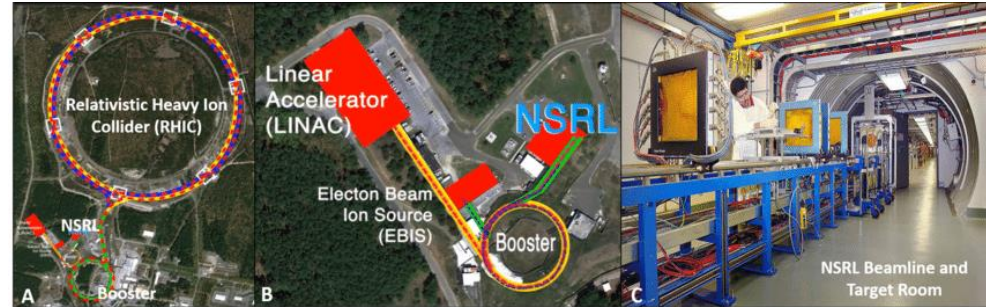 Relativistic Heavy Ion
Collider (RHIC)
NSRL
Booster
A
Linear
Accelerator
(LINAC)
NSRL
Electon Beam
Ion Source
(EBIS)
Booster
B
NSRL Beamline and
Target Room
C